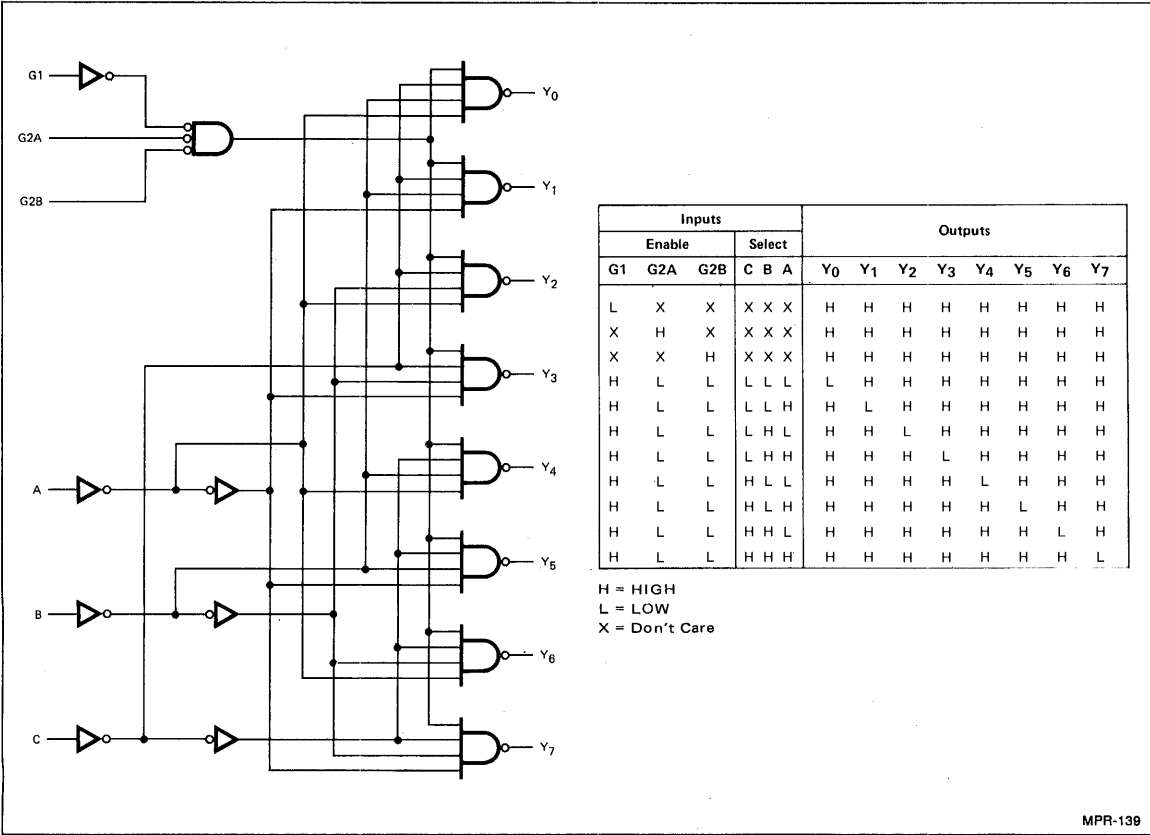 G1
G2A
G2B
A
B
C
Y0
Y1
Y2
Y3
Y4
Y5
Y6
Y7
Inputs Outputs
Enable Select
G1 G2A G2B C B A Y0 Y1 Y2 Y3 Y4 Y5 Y6 Y7
L X X X X X H H H H H H H H
X H X X X X H H H H H H H H
X X H X X X H H H H H H H H
H L L L L L L H H H H H H H
H L L L L H H L H H H H H H
H L L L H L H H L H H H H H
H L L L H H H H H L H H H H
H L L H L L H H H H L H H H
H L L H L H H H H H H L H H
H L L H H L H H H H H H L H
H L L H H H H H H H H H H L
H = HIGH
L = LOW
X = Don't Care
MPR-139